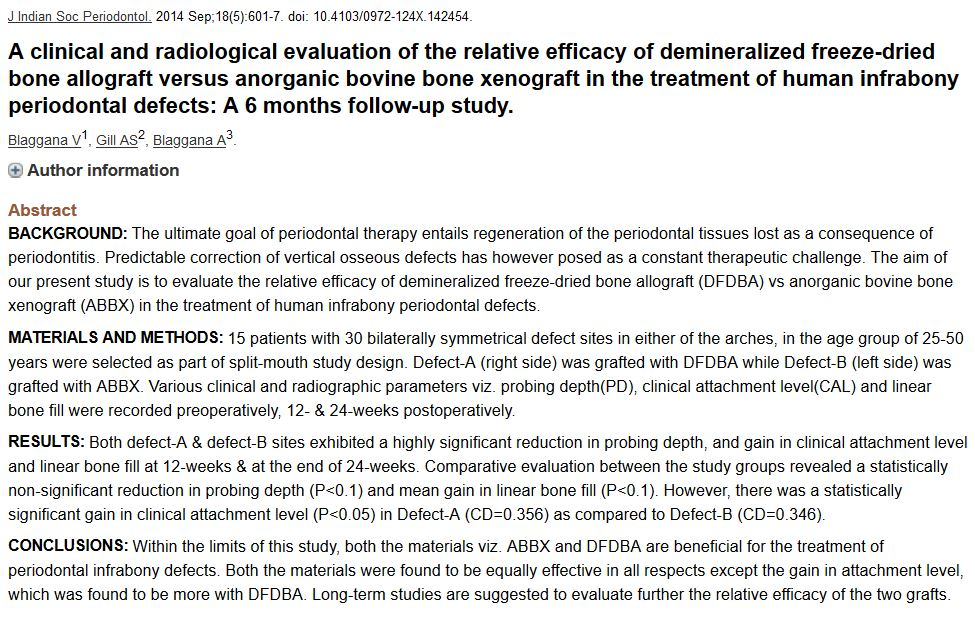 J Indian Soc Periodontol. 2014 Sep;18(5):601-7. doi: 10.4103/0972-124X.142454.
A clinical and radiological evaluation of the relative efficacy of demineralized freeze-dried
bone allograft versus anorganic bovine bone xenograft in the treatment of human infrabony
periodontal defects: A 6 months follow-up study.
Blaggana V1, Gill AS2, Blaggana A3.
Author information
Abstract
BACKGROUND: The ultimate goal of periodontal therapy entails regeneration of the periodontal tissues lost as a consequence of
periodontitis. Predictable correction of vertical osseous defects has however posed as a constant therapeutic challenge. The aim of
our present study is to evaluate the relative efficacy of demineralized freeze-dried bone allograft (DFDBA) vs anorganic bovine bone
xenograft (ABBX) in the treatment of human infrabony periodontal defects.
MATERIALS AND METHODS: 15 patients with 30 bilaterally symmetrical defect sites in either of the arches, in the age group of 25-50
years were selected as part of split-mouth study design. Defect-A (right side) was grafted with DFDBA while Defect-B (left side) was
grafted with ABBX. Various clinical and radiographic parameters viz. probing depth(PD), clinical attachment level(CAL) and linear
bone fill were recorded preoperatively, 12- & 24-weeks postoperatively.
RESULTS: Both defect-A & defect-B sites exhibited a highly significant reduction in probing depth, and gain in clinical attachment level
and linear bone fill at 12-weeks & at the end of 24-weeks. Comparative evaluation between the study groups revealed a statistically
non-significant reduction in probing depth (P<0.1) and mean gain in linear bone fill (P<0.1). However, there was a statistically
significant gain in clinical attachment level (P<0.05) in Defect-A (CD=0.356) as compared to Defect-B (CD=0.346).
CONCLUSIONS: Within the limits of this study, both the materials viz. ABBX and DFDBA are beneficial for the treatment of
periodontal infrabony defects. Both the materials were found to be equally effective in all respects except the gain in attachment level,
which was found to be more with DFDBA. Long-term studies are suggested to evaluate further the relative efficacy of the two grafts.